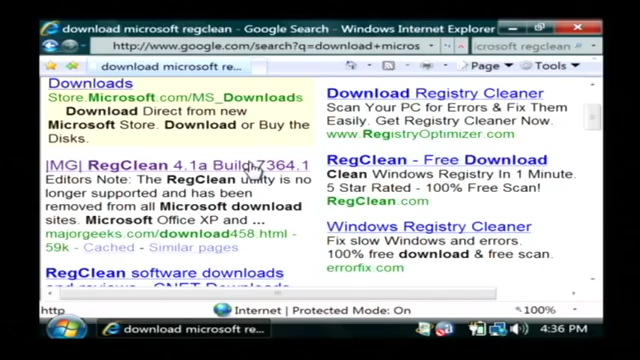 download microsoft regclean - Google Search - Windows Internet Explorer
http://www.google.com/search?q=download+micros
crosoft regclean
download microsoft re...
Page
Tools
Downloads
Store.Microsoft.com/MS_Downloads
Download Direct from new
Microsoft Store. Download or Buy the
Disks.
|MG| RegClean 4.1a Build 7364.1
Editors Note: The RegClean utility is no
longer supported and has been
removed from all Microsoft download
sites. Microsoft Office XP and ...
majorgeeks.com/download458.html -
59k - Cached - Similar pages
RegClean software downloads
and reviews - CNET Downloads
Download Registry Cleaner
Scan Your PC for Errors & Fix Them
Easily. Get Registry Cleaner Now.
www.RegistryOptimizer.com
RegClean - Free Download
Clean Windows Registry In 1 Minute.
5 Star Rated - 100% Free Scan!
RegClean.com
Windows Registry Cleaner
Fix slow Windows and errors.
100% free download & free scan.
errorfix.com
http
Internet | Protected Mode: On
100%
download microsoft re...
4:36 PM